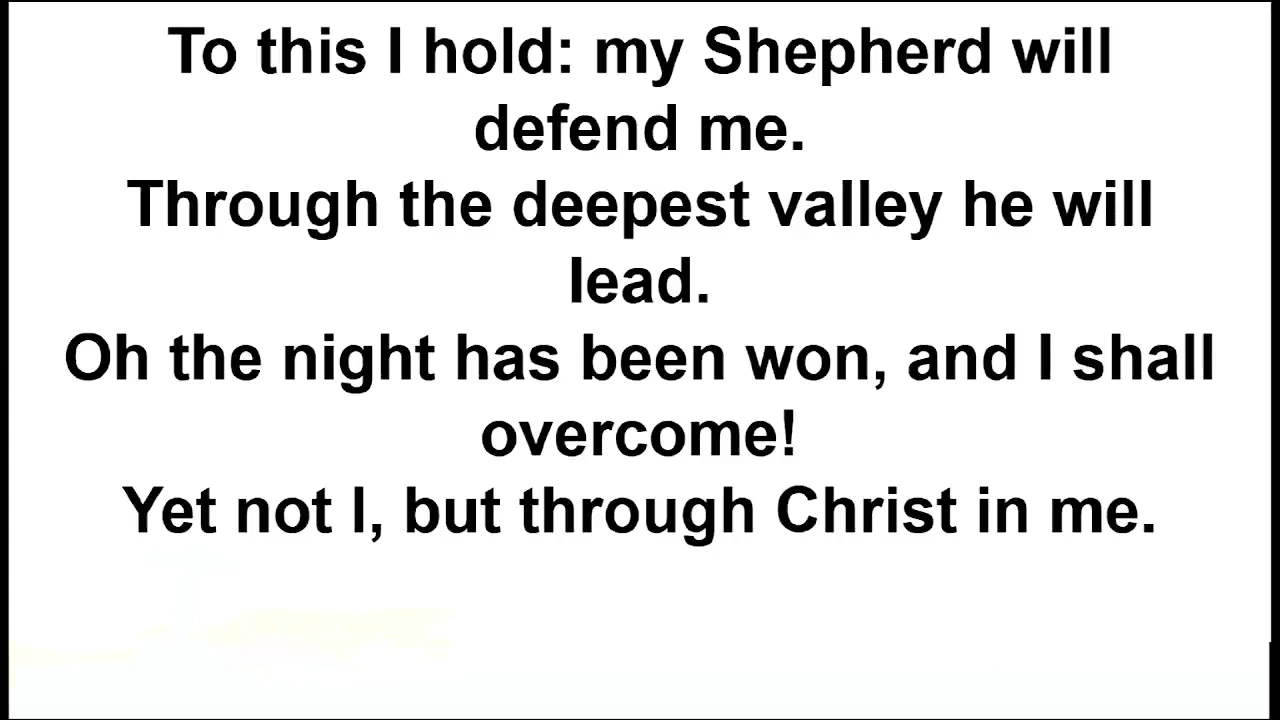 To this I hold: my Shepherd will
defend me.
Through the deepest valley he will
lead.
Oh the night has been won, and I shall
overcome!
Yet not I, but through Christ in me.